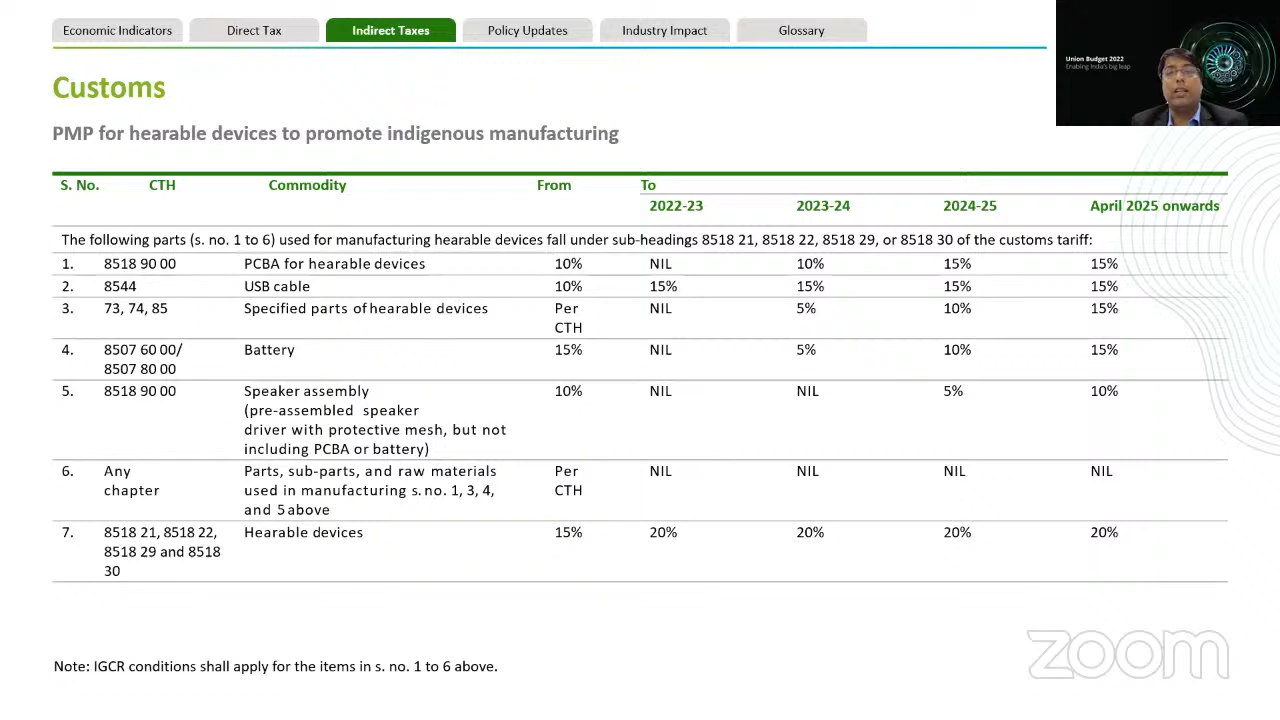 Economic Indicators Direct Tax Indirect Taxes Policy Updates Industry Impact Glossary
Union Budget 2022
Enabling India's big leap
Customs
PMP for hearable devices to promote indigenous manufacturing
S. No. CTH Commodity From To
2022-23 2023-24 2024-25 April 2025 onwards
The following parts (s. no. 1 to 6) used for manufacturing hearable devices fall under sub-headings 8518 21, 8518 22, 8518 29, or 8518 30 of the customs tariff:
1. 8518 90 00 PCBA for hearable devices 10% NIL 10% 15% 15%
2. 8544 USB cable 10% 15% 15% 15% 15%
3. 73, 74, 85 Specified parts of hearable devices Per NIL 5% 10% 15%
CTH
4. 8507 60 00/ Battery 15% NIL 5% 10% 15%
8507 80 00
5. 8518 90 00 Speaker assembly 10% NIL NIL 5% 10%
(pre-assembled speaker
driver with protective mesh, but not
including PCBA or battery)
6. Any Parts, sub-parts, and raw materials Per NIL NIL NIL NIL
chapter used in manufacturing s. no. 1, 3, 4, CTH
and 5 above
7. 8518 21, 8518 22, Hearable devices 15% 20% 20% 20% 20%
8518 29 and 8518
30
Note: IGCR conditions shall apply for the items in s. no. 1 to 6 above.
zoom